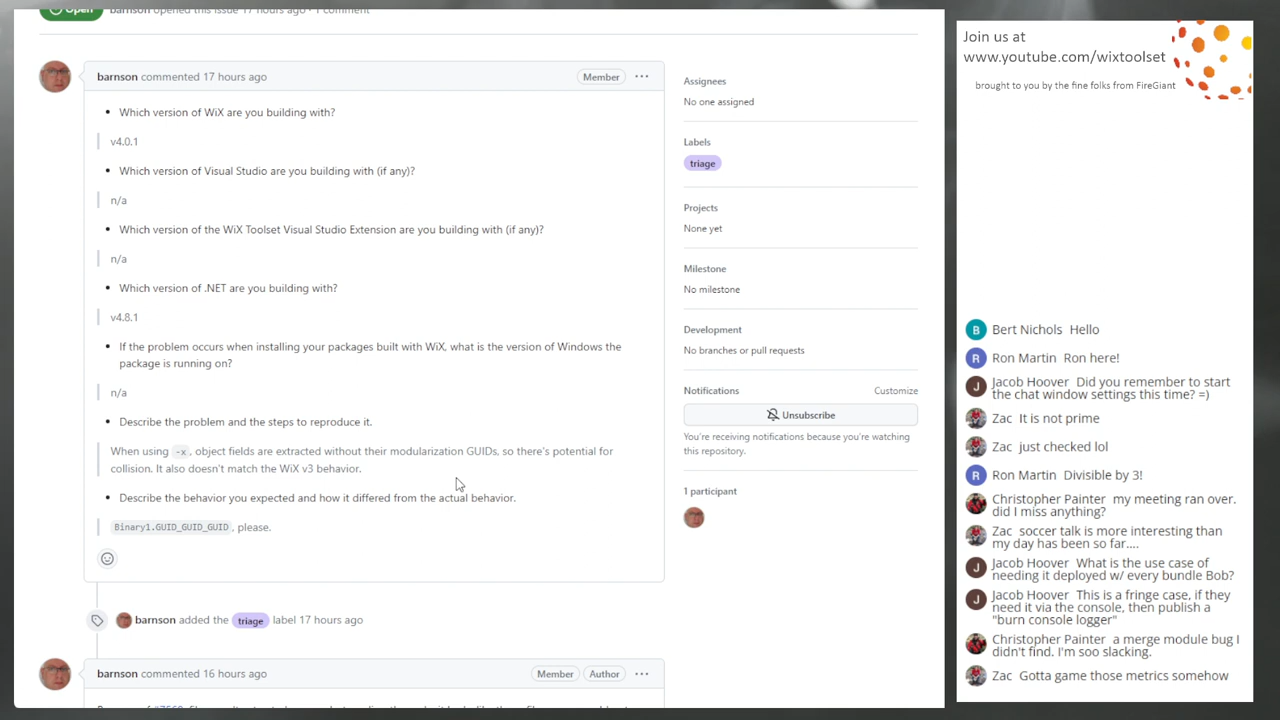 Open barnson opened this issue 17 hours ago · 1 comment
barnson commented 17 hours ago
Member
• Which version of WiX are you building with?
v4.0.1
• Which version of Visual Studio are you building with (if any)?
n/a
• Which version of the WiX Toolset Visual Studio Extension are you building with (if any)?
n/a
• Which version of .NET are you building with?
v4.8.1
• If the problem occurs when installing your packages built with WiX, what is the version of Windows the
package is running on?
n/a
• Describe the problem and the steps to reproduce it.
When using -x, object fields are extracted without their modularization GUIDs, so there's potential for
collision. It also doesn't match the WiX v3 behavior.
• Describe the behavior you expected and how it differed from the actual behavior.
Binary1.GUID_GUID_GUID, please.
barnson added the triage label 17 hours ago
barnson commented 16 hours ago
Member Author
Assignees
No one assigned
Labels
triage
Projects
None yet
Milestone
No milestone
Development
No branches or pull requests
Notifications Customize
Unsubscribe
You're receiving notifications because you're watching
this repository.
1 participant
Join us at
www.youtube.com/wixtoolset
brought to you by the fine folks from FireGiant
B Bert Nichols Hello
R Ron Martin Ron here!
J Jacob Hoover Did you remember to start
the chat window settings this time? =)
Zac It is not prime
Zac just checked lol
R Ron Martin Divisible by 3!
Christopher Painter my meeting ran over.
did I miss anything?
Zac soccer talk is more interesting than
my day has been so far....
J Jacob Hoover What is the use case of
needing it deployed w/ every bundle Bob?
J Jacob Hoover This is a fringe case, if they
need it via the console, then publish a
"burn console logger"
Christopher Painter a merge module bug I
didn't find. I'm soo slacking.
Zac Gotta game those metrics somehow